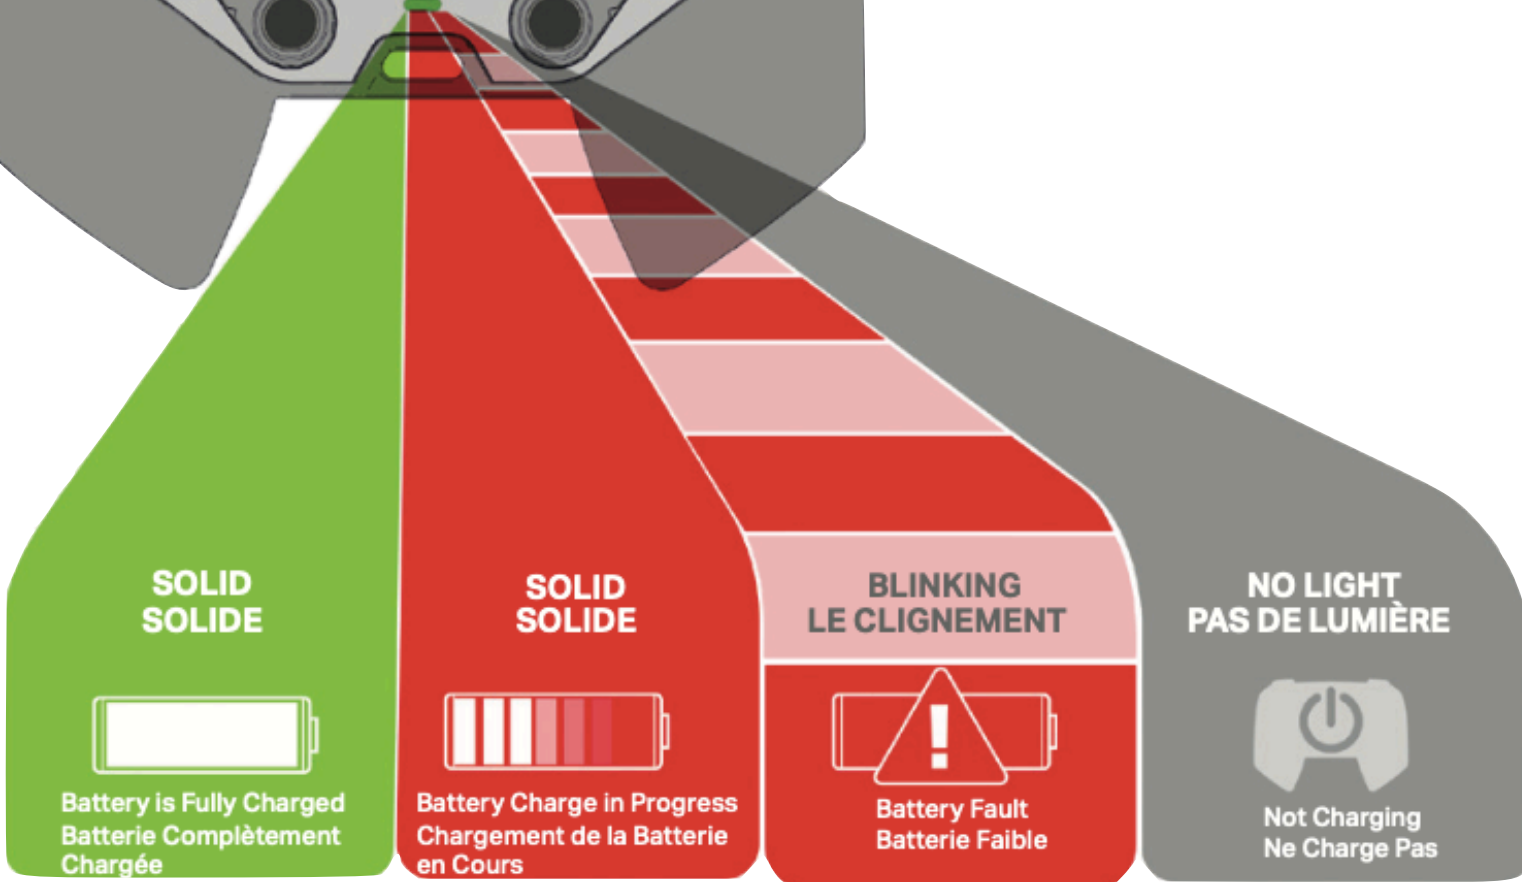 SOLID
SOLIDE
Battery is Fully Charged
Batterie Complètement
Chargée
SOLID
SOLIDE
Battery Charge in Progress
Chargement de la Batterie
en Cours
BLINKING
LE CLIGNEMENT
!
Battery Fault
Batterie Faible
NO LIGHT
PAS DE LUMIÈRE
Not Charging
Ne Charge Pas